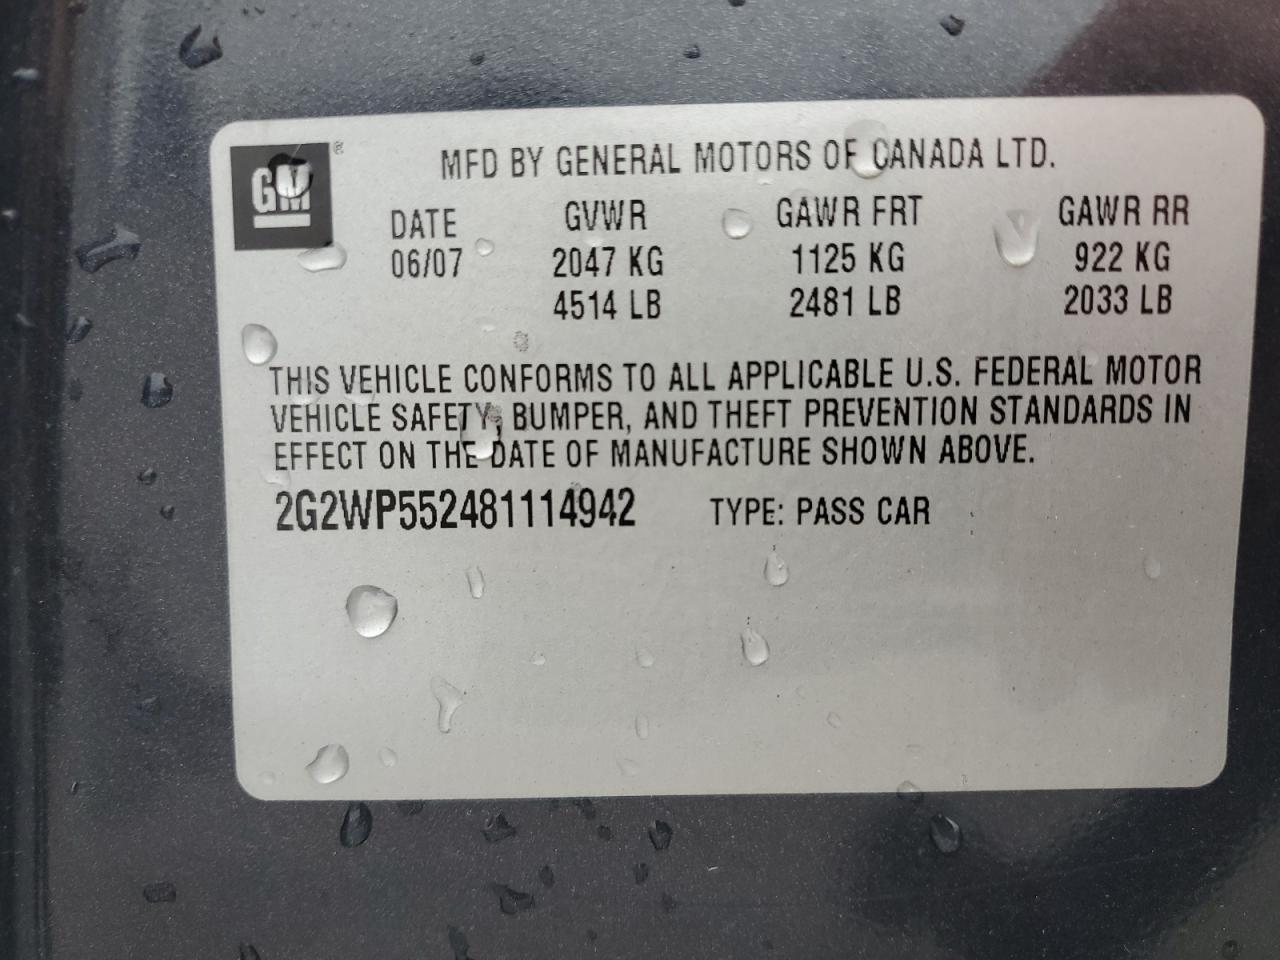 GM ®
MFD BY GENERAL MOTORS OF CANADA LTD.
DATE GVWR GAWR FRT GAWR RR
06/07 2047 KG 1125 KG 922 KG
4514 LB 2481 LB 2033 LB
THIS VEHICLE CONFORMS TO ALL APPLICABLE U.S. FEDERAL MOTOR
VEHICLE SAFETY, BUMPER, AND THEFT PREVENTION STANDARDS IN
EFFECT ON THE DATE OF MANUFACTURE SHOWN ABOVE.
2G2WP552481114942 TYPE: PASS CAR